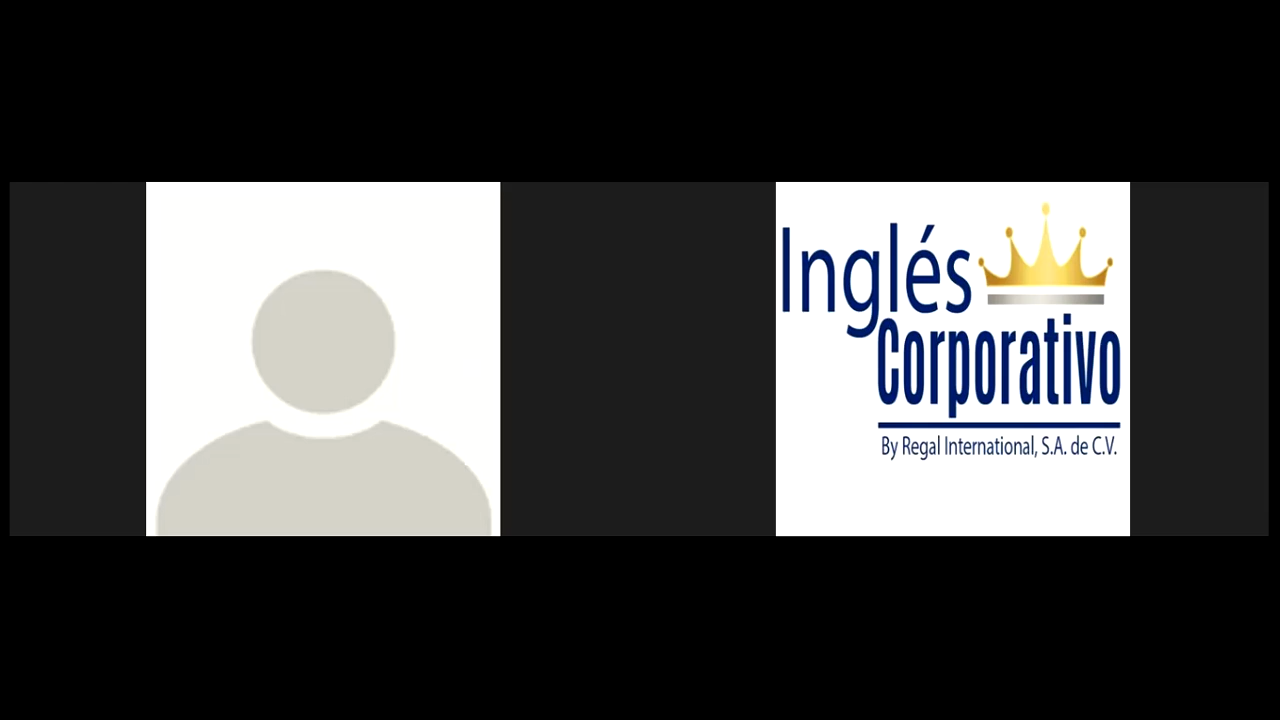 Inglés
Corporativo
By Regal International, S.A. de C.V.